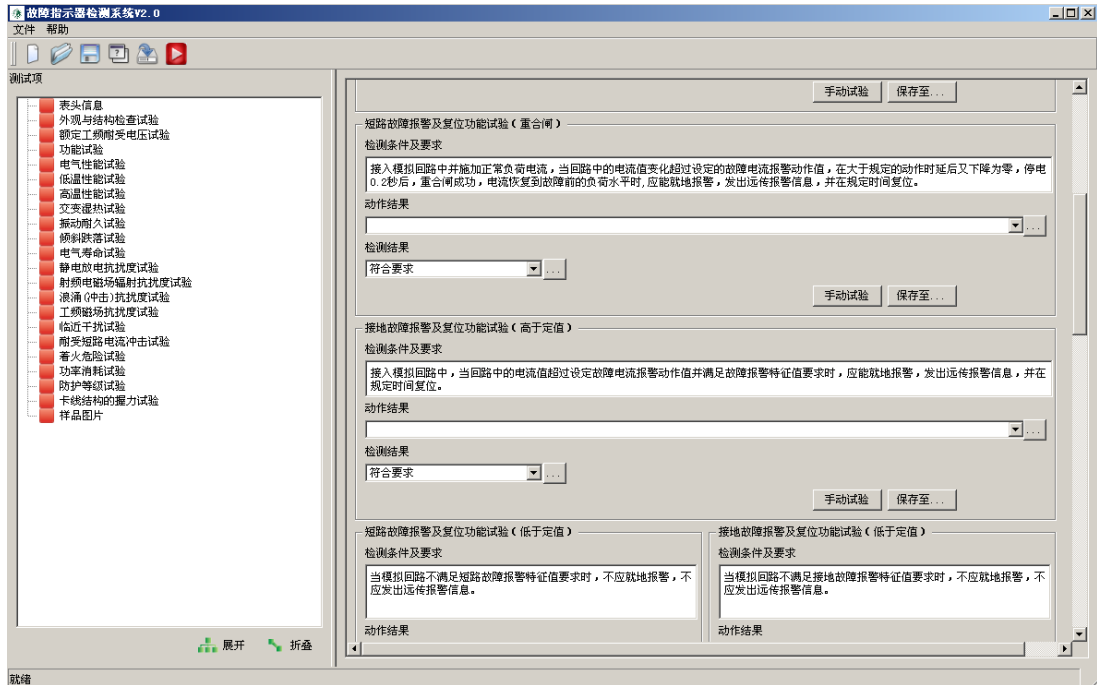 故障指示器检测系统V2.0
文件 帮助
测试项
表头信息
外观与结构检查试验
额定工频耐受电压试验
功能试验
电气性能试验
低温性能试验
高温性能试验
交变湿热试验
振动耐久试验
倾斜跌落试验
电气寿命试验
静电放电抗扰度试验
射频电磁场辐射抗扰度试验
浪涌(冲击)抗扰度试验
工频磁场抗扰度试验
临近干扰试验
耐受短路电流冲击试验
着火危险试验
功率消耗试验
防护等级试验
卡线结构的握力试验
样品图片
展开 折叠
手动试验 保存至...
短路故障报警及复位功能试验(重合闸)
检测条件及要求
接入模拟回路中并施加正常负荷电流,当回路中的电流值变化超过设定的故障电流报警动作值,在大于规定的动作时延后又下降为零,停电
0.2秒后,重合闸成功,电流恢复到故障前的负荷水平时,应能就地报警,发出远传报警信息,并在规定时间复位。
动作结果
...
检测结果
符合要求 ...
手动试验 保存至...
接地故障报警及复位功能试验(高于定值)
检测条件及要求
接入模拟回路中,当回路中的电流值超过设定故障电流报警动作值并满足故障报警特征值要求时,应能就地报警,发出远传报警信息,并在
规定时间复位。
动作结果
...
检测结果
符合要求 ...
手动试验 保存至...
短路故障报警及复位功能试验(低于定值)
检测条件及要求
当模拟回路不满足短路故障报警特征值要求时,不应就地报警,不
应发出远传报警信息。
动作结果
接地故障报警及复位功能试验(低于定值)
检测条件及要求
当模拟回路不满足接地故障报警特征值要求时,不应就地报警,不
应发出远传报警信息。
动作结果
就绪